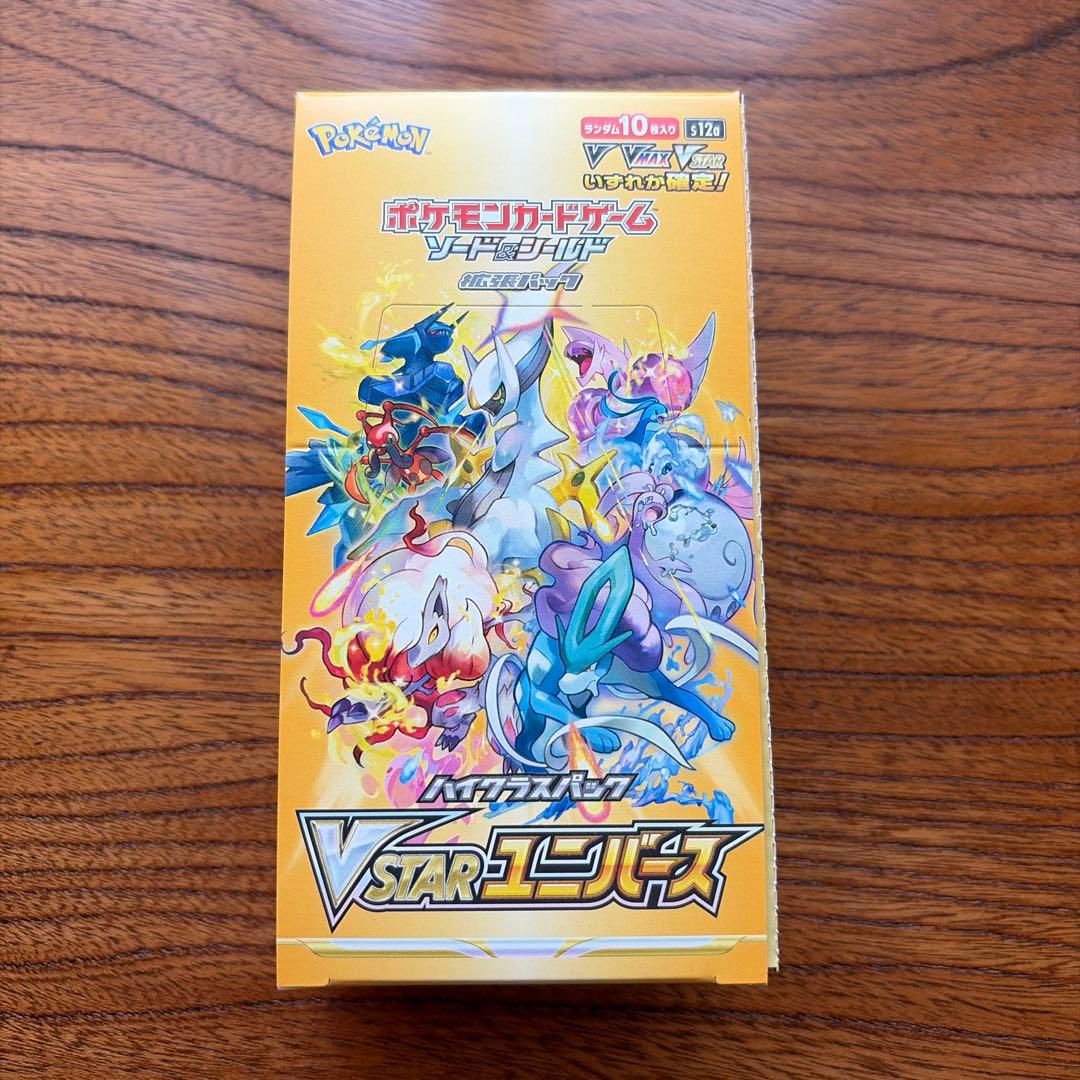 POKéMON™
ランダム10枚入り s12a
V VMAX VSTAR
いずれか確定!
ポケモンカードゲーム
ソード&シールド
拡張パック
ハイクラスパック
VSTARユニバース